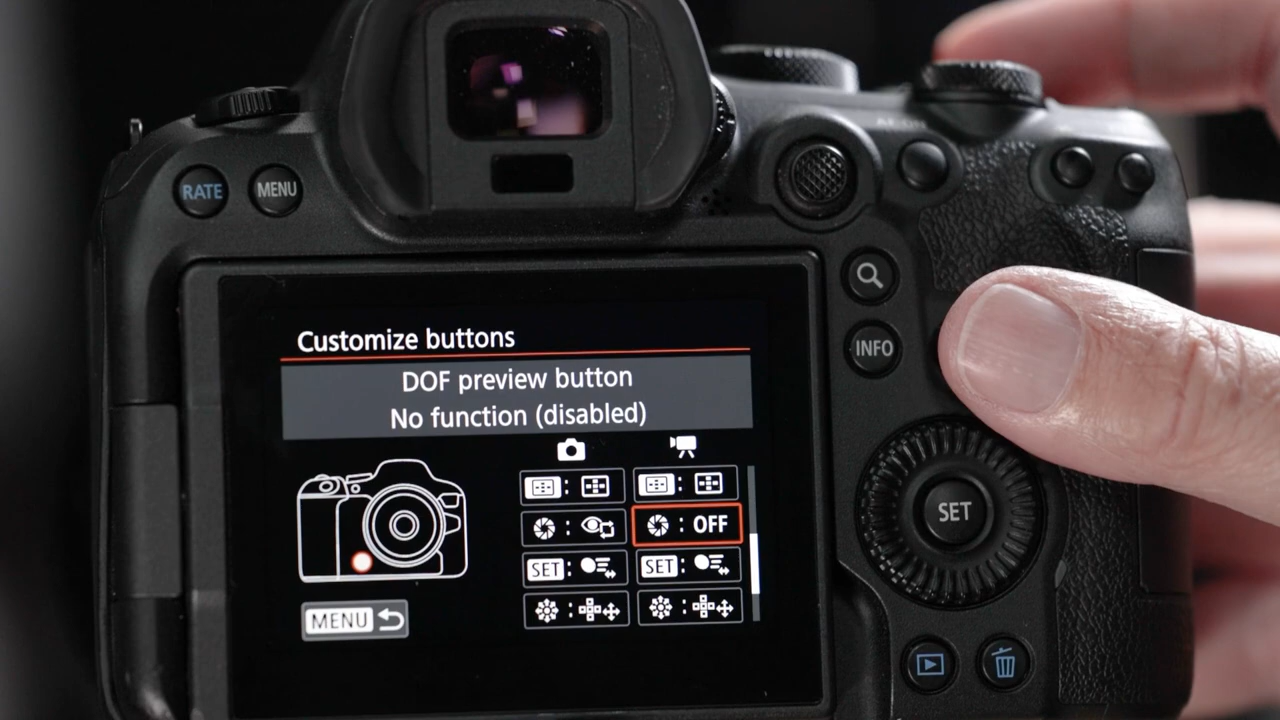 RATE
MENU
INFO
Customize buttons
DOF preview button
No function (disabled)
: OFF
SET :
SET :
MENU
SET